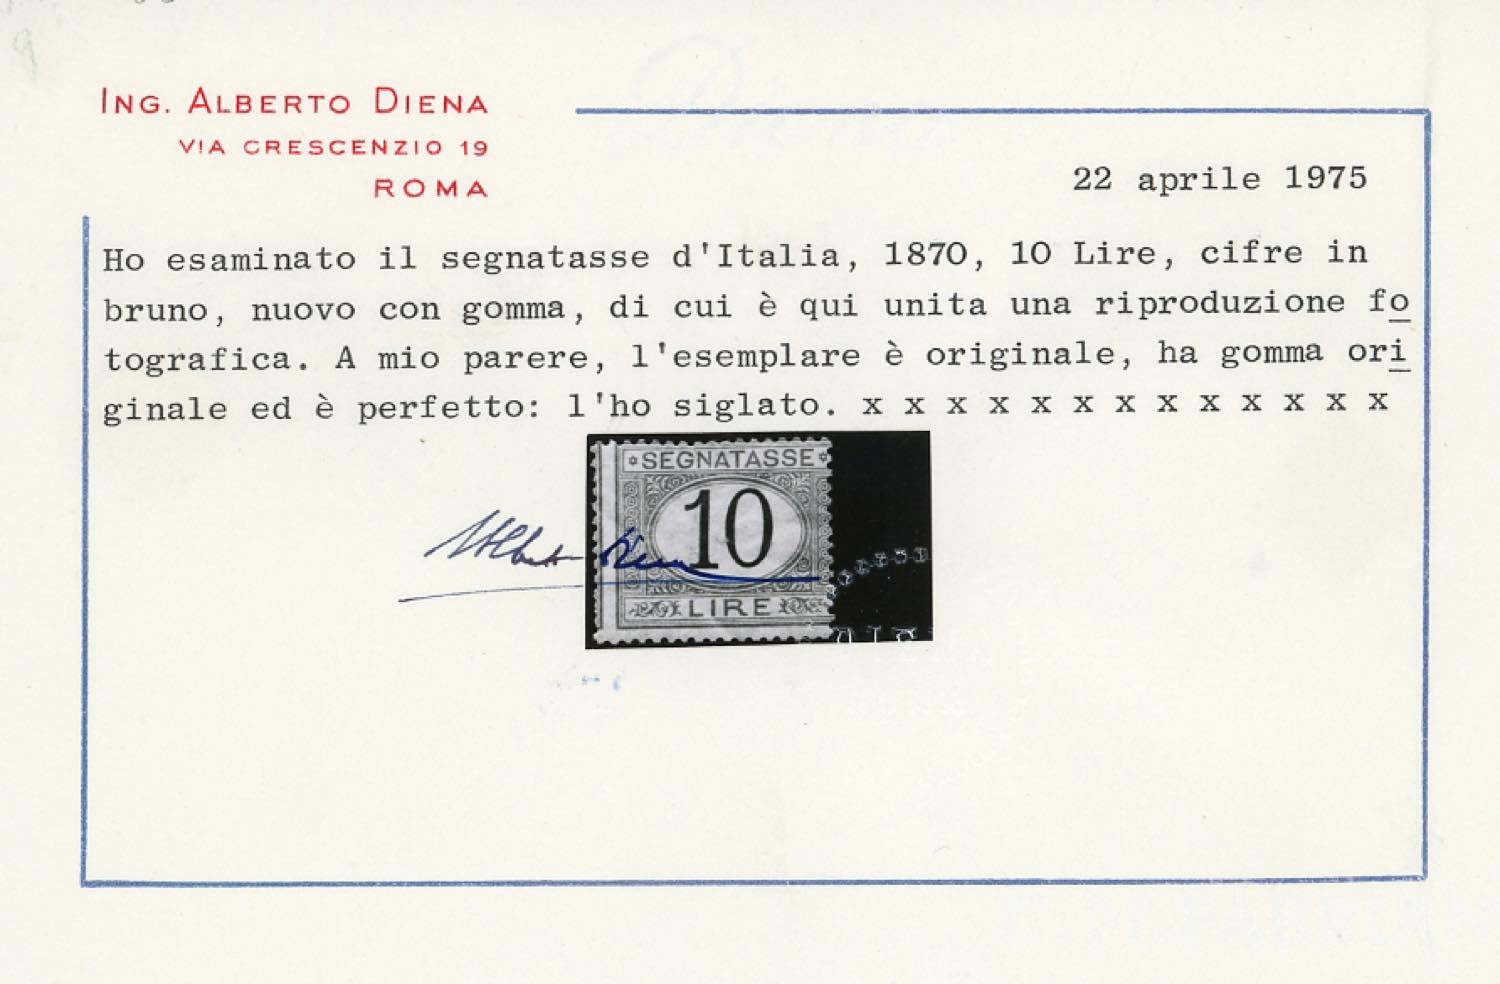 ING. ALBERTO DIENA
VIA CRESCENZIO 19
ROMA
22 aprile 1975
Ho esaminato il segnatasse d'Italia, 1870, 10 Lire, cifre in
bruno, nuovo con gomma, di cui è qui unita una riproduzione fo
tografica. A mio parere, l'esemplare è originale, ha gomma ori
ginale ed è perfetto: l'ho siglato. x x x x x x x x x x x x x
SEGNATASSE
10
Alberto Diena
LIRE